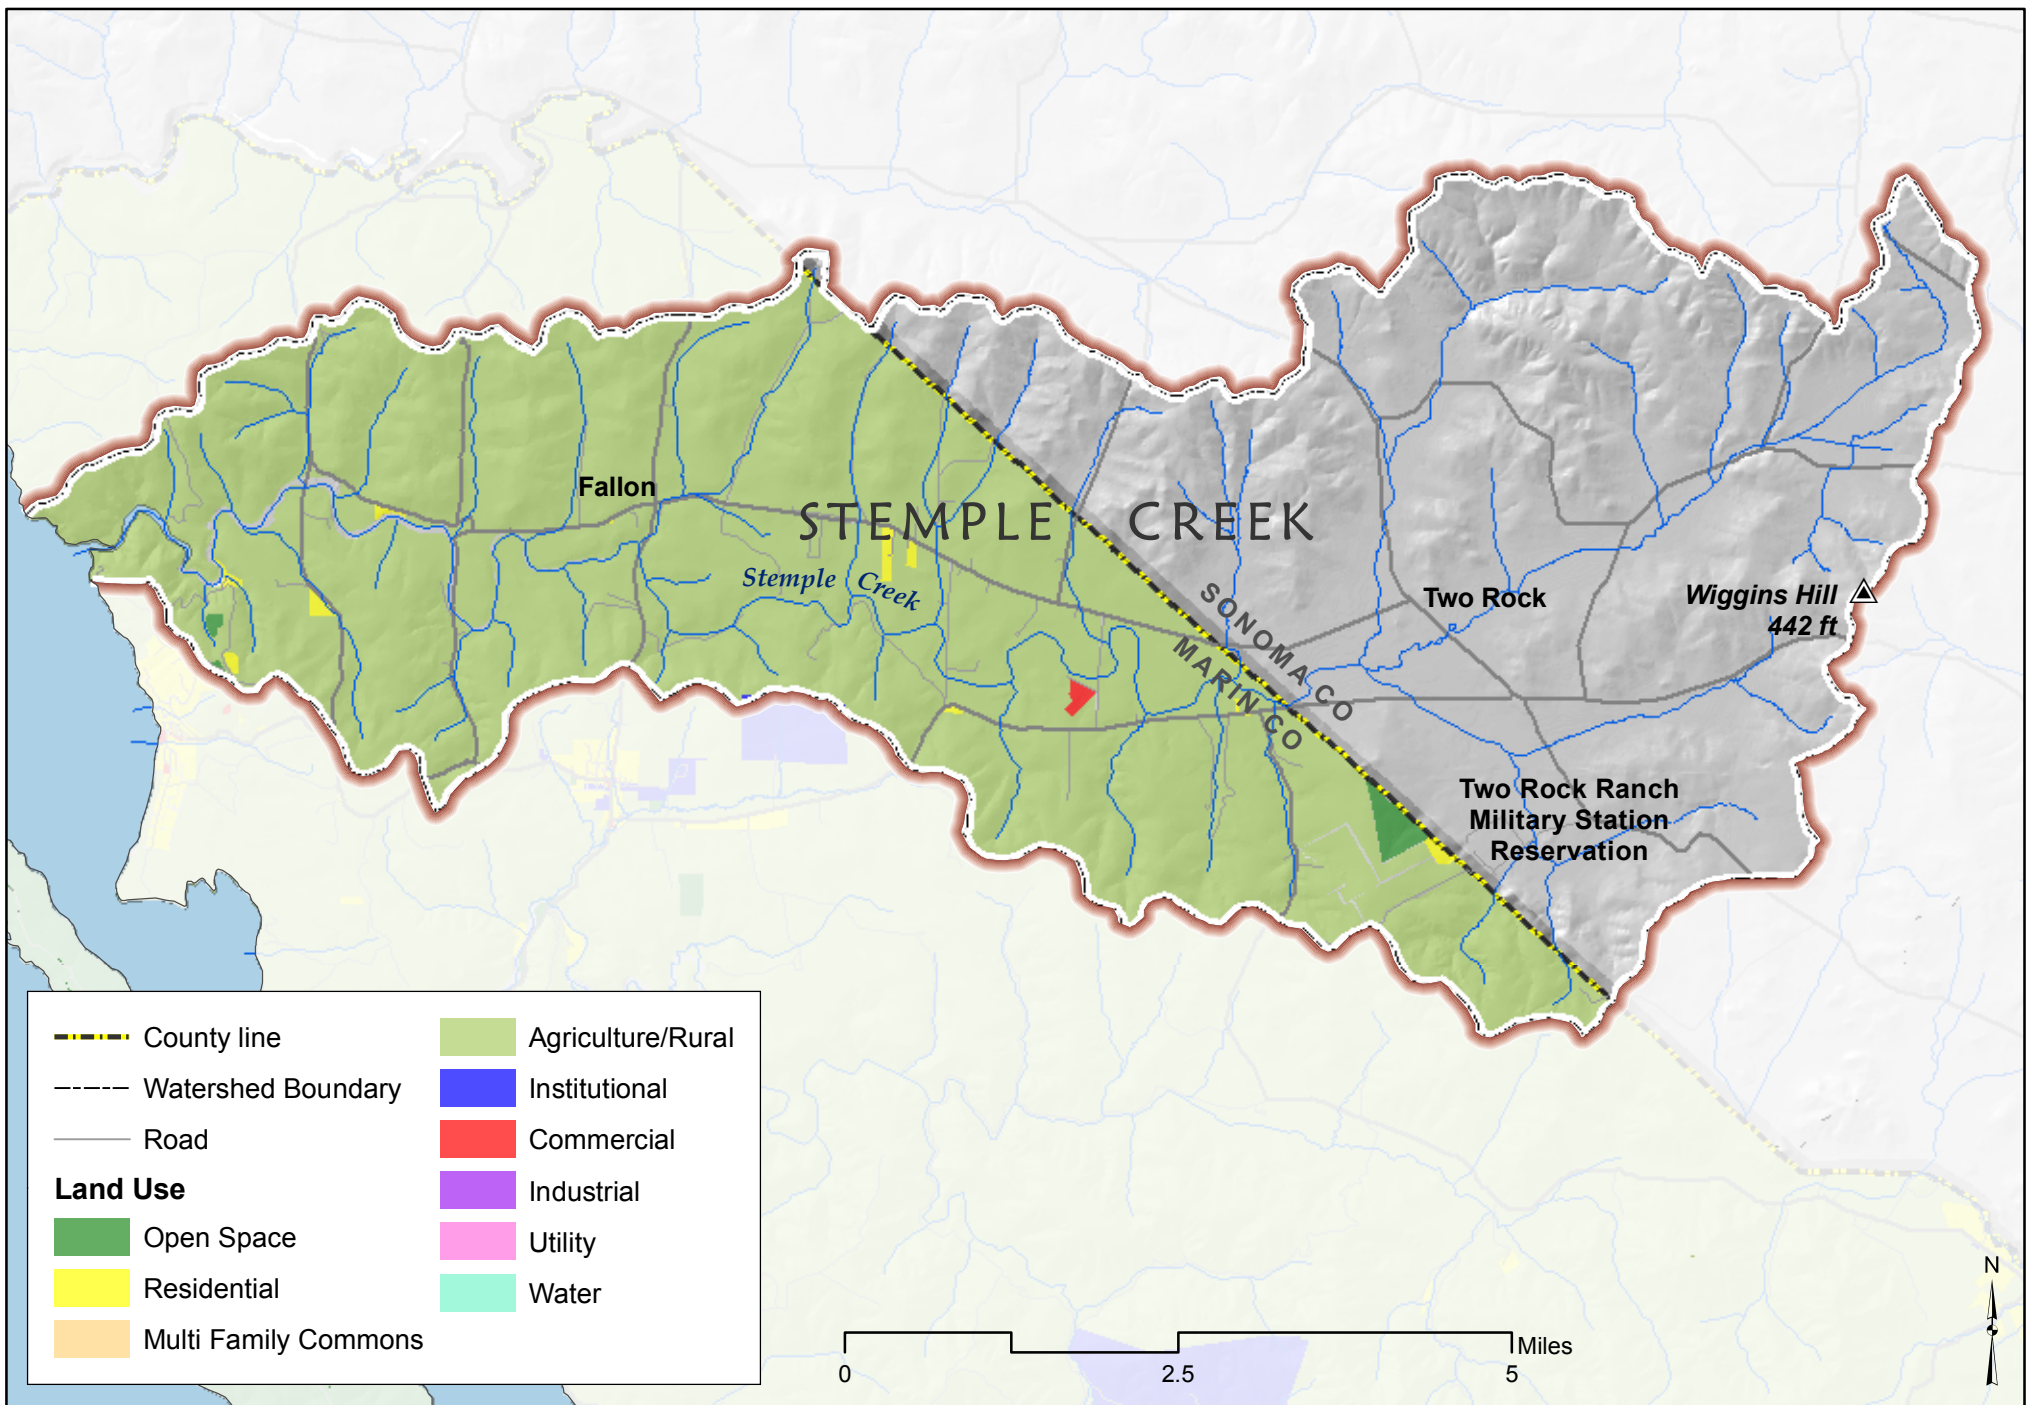 Fallon
STEMPLE CREEK
Stemple Creek
SONOMA CO
MARIN CO
Two Rock
Wiggins Hill
442 ft
Two Rock Ranch
Military Station
Reservation
County line
Watershed Boundary
Road
Land Use
Open Space
Residential
Multi Family Commons
Agriculture/Rural
Institutional
Commercial
Industrial
Utility
Water
0 2.5 5 Miles
N